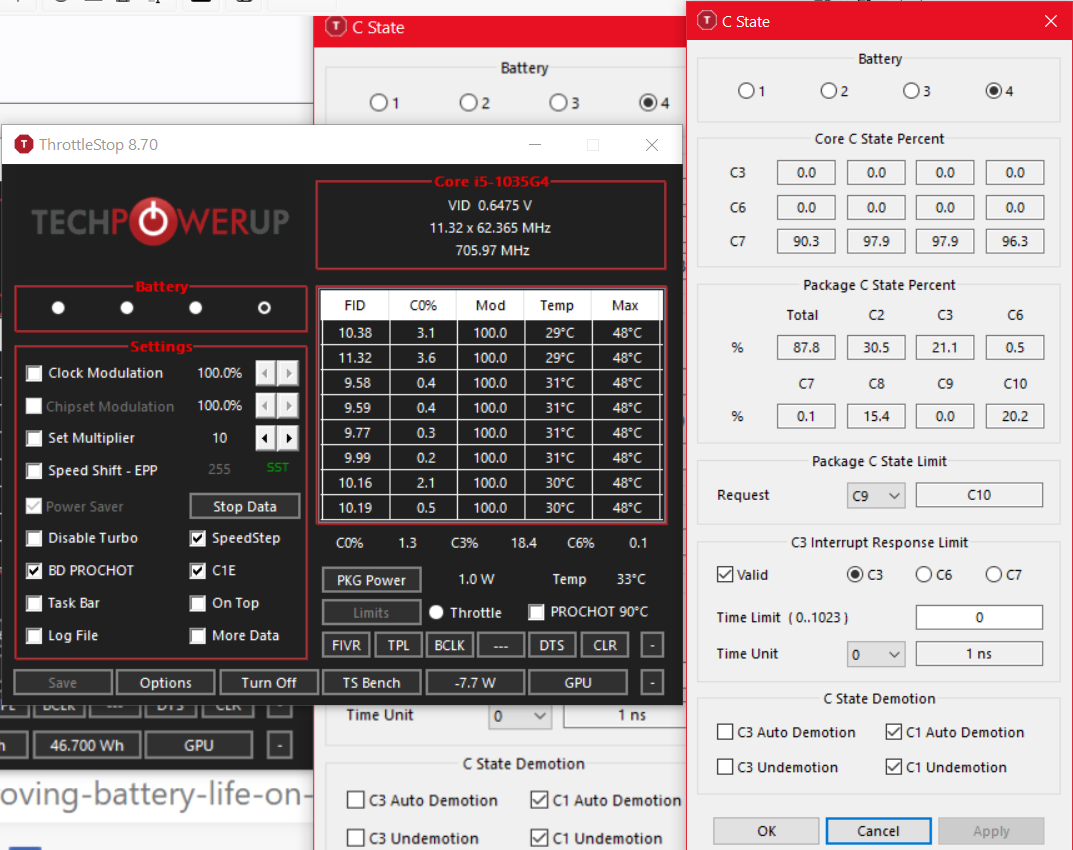 C State
Battery
1 2 3 4
ThrottleStop 8.70
TECHPOWERUP
Core i5-1035G4
VID 0.6475 V
11.32 x 62.365 MHz
705.97 MHz
Battery
FID C0% Mod Temp Max
10.38 3.1 100.0 29°C 48°C
11.32 3.6 100.0 29°C 48°C
9.58 0.4 100.0 31°C 48°C
9.59 0.4 100.0 31°C 48°C
9.77 0.3 100.0 31°C 48°C
9.99 0.2 100.0 31°C 48°C
10.16 2.1 100.0 30°C 48°C
10.19 0.5 100.0 30°C 48°C
Settings
Clock Modulation 100.0%
Chipset Modulation 100.0%
Set Multiplier 10
Speed Shift - EPP 255 SST
Power Saver Stop Data
Disable Turbo SpeedStep
BD PROCHOT C1E
Task Bar On Top
Log File More Data
C0% 1.3 C3% 18.4 C6% 0.1
PKG Power 1.0 W Temp 33°C
Limits Throttle PROCHOT 90°C
FIVR TPL BCLK --- DTS CLR -
Save Options Turn Off TS Bench -7.7 W GPU -
46.700 Wh GPU -
oving-battery-life-on-
Time Unit 0 1 ns
C State Demotion
C3 Auto Demotion C1 Auto Demotion
C3 Undemotion C1 Undemotion
C State
Battery
1 2 3 4
Core C State Percent
C3 0.0 0.0 0.0 0.0
C6 0.0 0.0 0.0 0.0
C7 90.3 97.9 97.9 96.3
Package C State Percent
Total C2 C3 C6
% 87.8 30.5 21.1 0.5
C7 C8 C9 C10
% 0.1 15.4 0.0 20.2
Package C State Limit
Request C9 C10
C3 Interrupt Response Limit
Valid C3 C6 C7
Time Limit ( 0..1023 ) 0
Time Unit 0 1 ns
C State Demotion
C3 Auto Demotion C1 Auto Demotion
C3 Undemotion C1 Undemotion
OK Cancel Apply